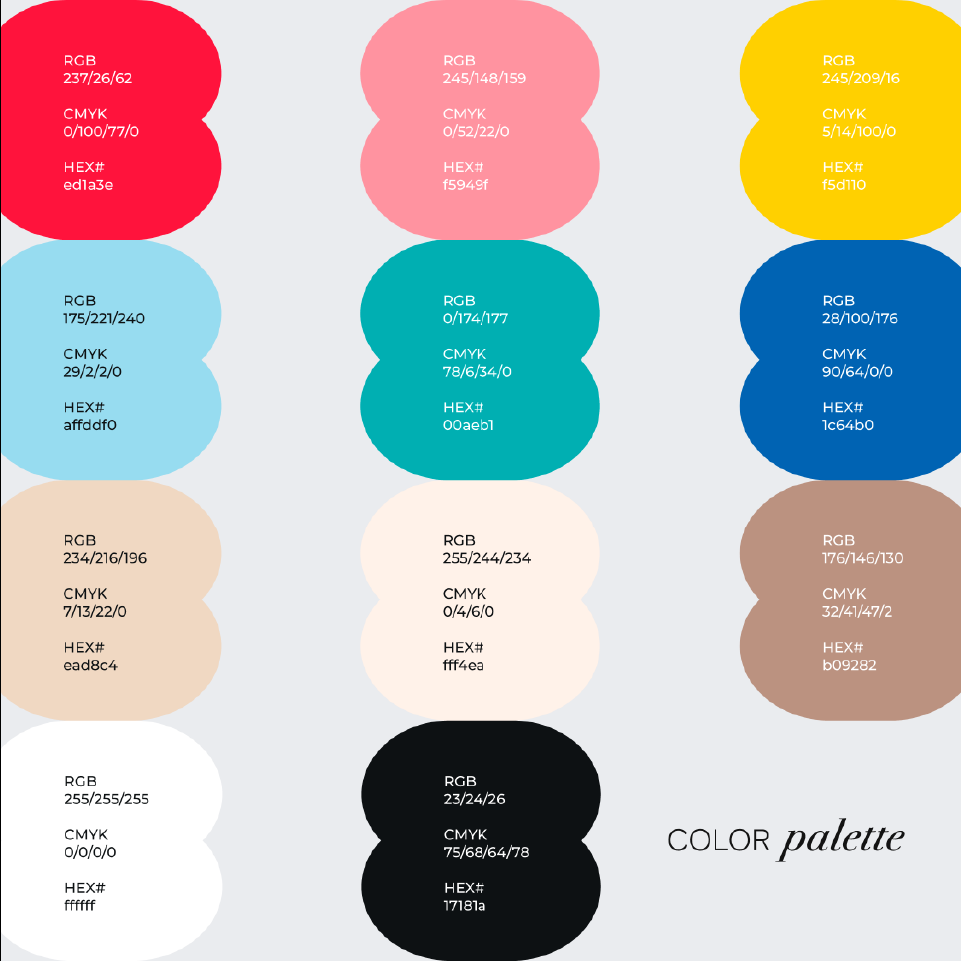 RGB
237/26/62
CMYK
0/100/77/0
HEX#
ed1a3e
RGB
245/148/159
CMYK
0/52/22/0
HEX#
f5949f
RGB
245/209/16
CMYK
5/14/100/0
HEX#
f5d110
RGB
175/221/240
CMYK
29/2/2/0
HEX#
affddf0
RGB
0/174/177
CMYK
78/6/34/0
HEX#
00aeb1
RGB
28/100/176
CMYK
90/64/0/0
HEX#
1c64b0
RGB
234/216/196
CMYK
7/13/22/0
HEX#
ead8c4
RGB
255/244/234
CMYK
0/4/6/0
HEX#
fff4ea
RGB
176/146/130
CMYK
32/41/47/2
HEX#
b09282
RGB
255/255/255
CMYK
0/0/0/0
HEX#
ffffff
RGB
23/24/26
CMYK
75/68/64/78
HEX#
17181a
COLOR palette